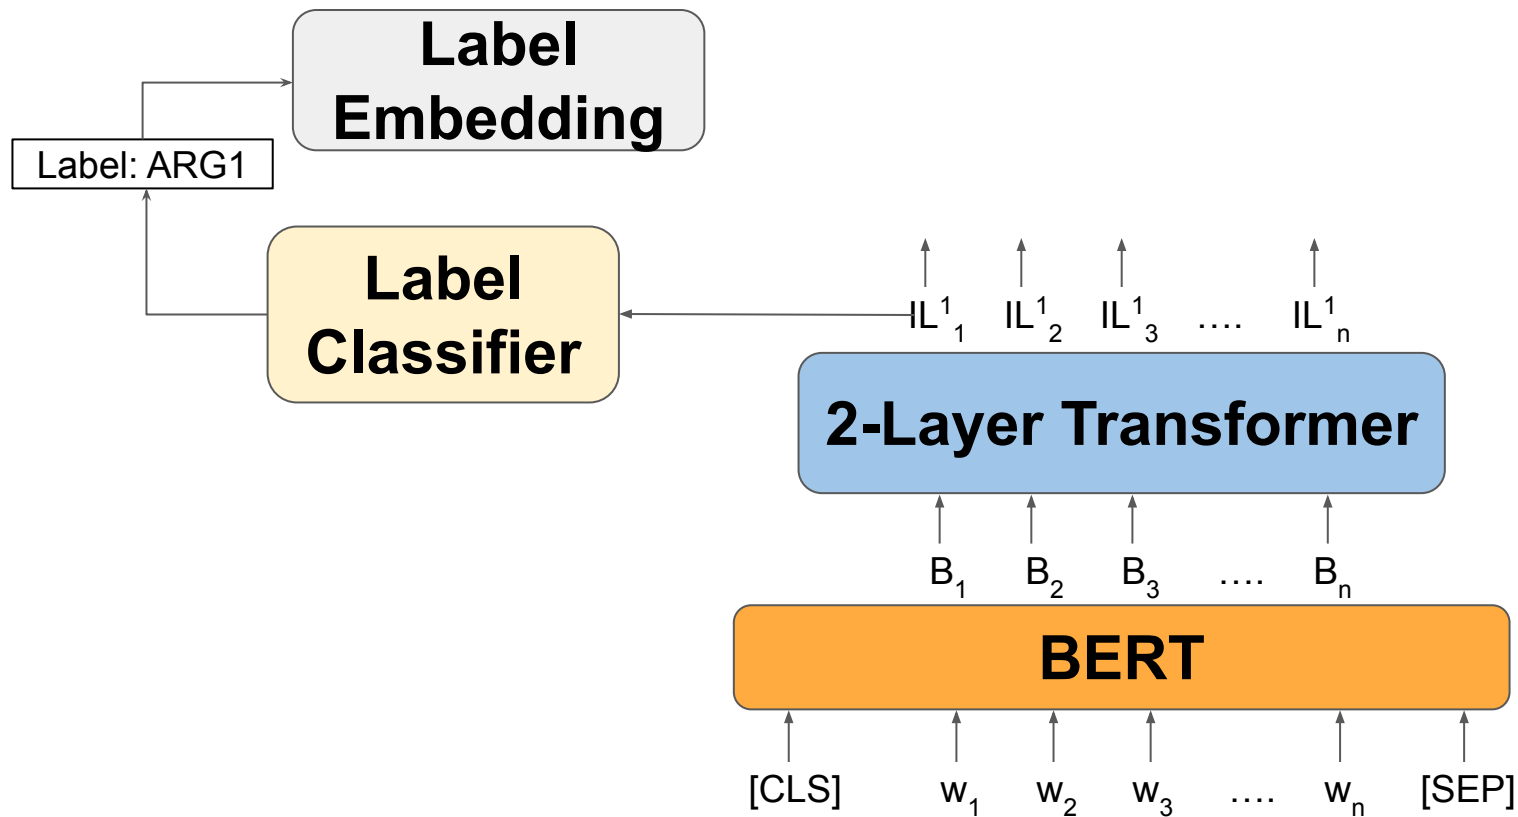 Label
Embedding
Label: ARG1
Label
Classifier
IL¹₁ IL¹₂ IL¹₃ .... IL¹ₙ
2-Layer Transformer
B₁ B₂ B₃ .... Bₙ
BERT
[CLS] w₁ w₂ w₃ .... wₙ [SEP]